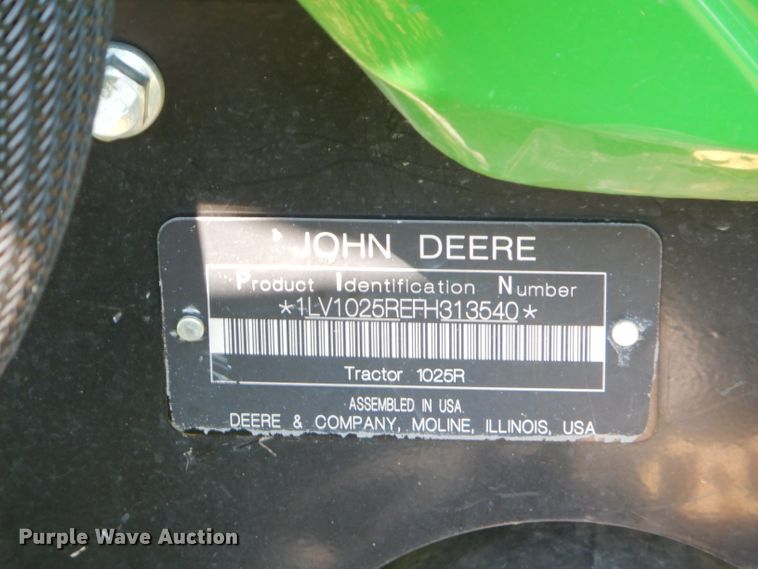 JOHN DEERE
Product Identification Number
*1LV1025REFH313540*
Tractor 1025R
ASSEMBLED IN USA.
DEERE & COMPANY, MOLINE, ILLINOIS, USA
Purple Wave Auction®